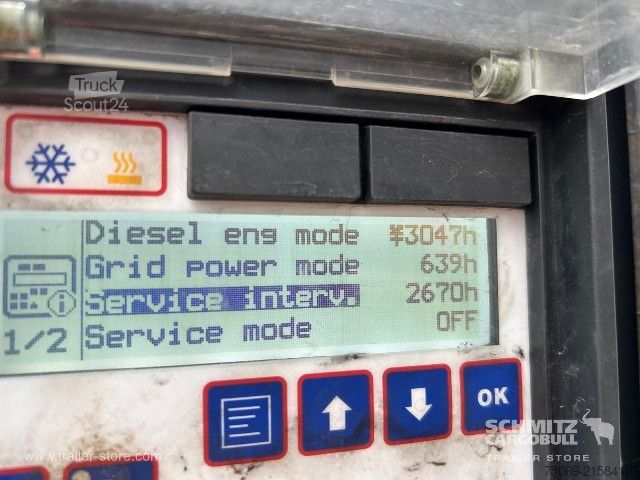 Truck
Scout24
Diesel eng mode ¥3047h
Grid power mode 639h
Service interv. 2670h
1/2 Service mode OFF
OK
SCHMITZ
CARGOBULL
TRAILER STORE
www.trailer-store.com